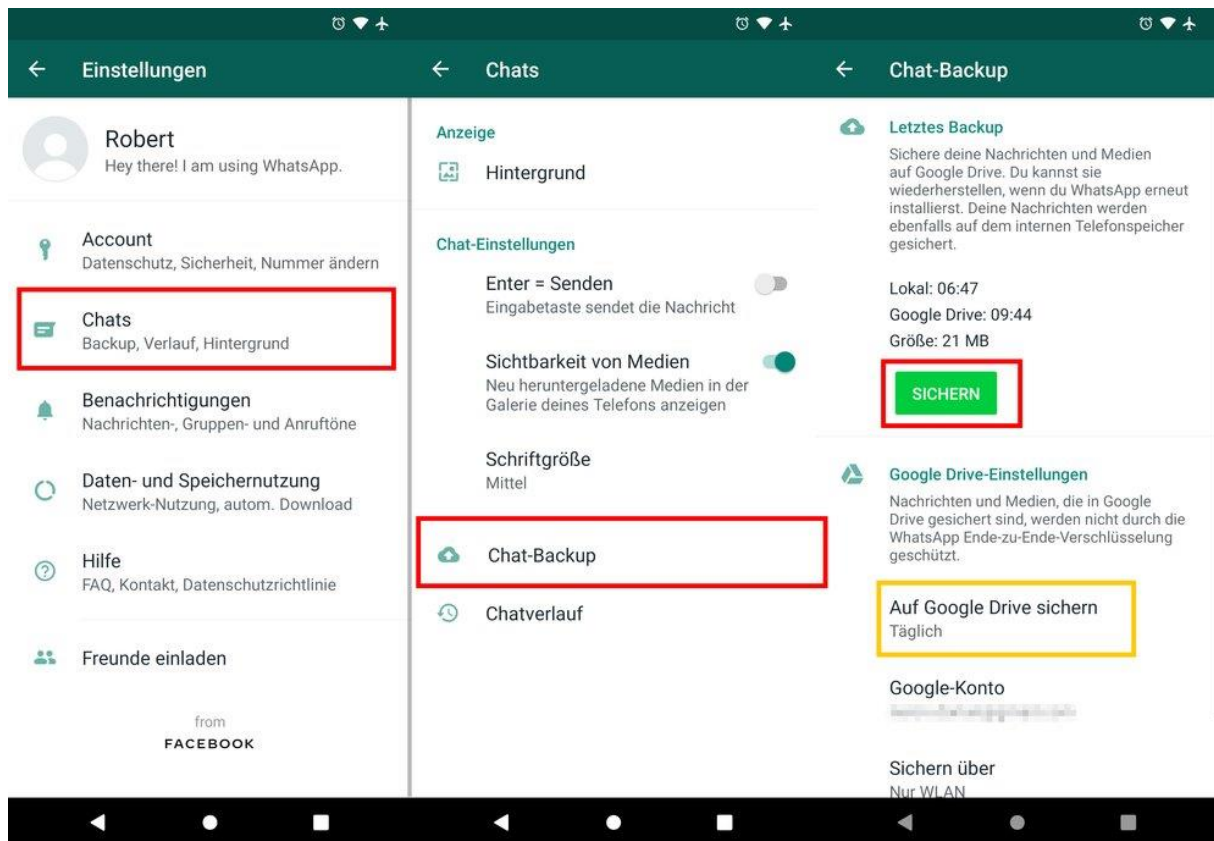 Einstellungen
Robert
Hey there! I am using WhatsApp.
Account
Datenschutz, Sicherheit, Nummer ändern
Chats
Backup, Verlauf, Hintergrund
Benachrichtigungen
Nachrichten-, Gruppen- und Anruftöne
Daten- und Speichernutzung
Netzwerk-Nutzung, autom. Download
Hilfe
FAQ, Kontakt, Datenschutzrichtlinie
Freunde einladen
from
FACEBOOK
Chats
Anzeige
Hintergrund
Chat-Einstellungen
Enter = Senden
Eingabetaste sendet die Nachricht
Sichtbarkeit von Medien
Neu heruntergeladene Medien in der
Galerie deines Telefons anzeigen
Schriftgröße
Mittel
Chat-Backup
Chatverlauf
Chat-Backup
Letztes Backup
Sichere deine Nachrichten und Medien
auf Google Drive. Du kannst sie
wiederherstellen, wenn du WhatsApp erneut
installierst. Deine Nachrichten werden
ebenfalls auf dem internen Telefonspeicher
gesichert.
Lokal: 06:47
Google Drive: 09:44
Größe: 21 MB
SICHERN
Google Drive-Einstellungen
Nachrichten und Medien, die in Google
Drive gesichert sind, werden nicht durch die
WhatsApp Ende-zu-Ende-Verschlüsselung
geschützt.
Auf Google Drive sichern
Täglich
Google-Konto
Sichern über
Nur WLAN